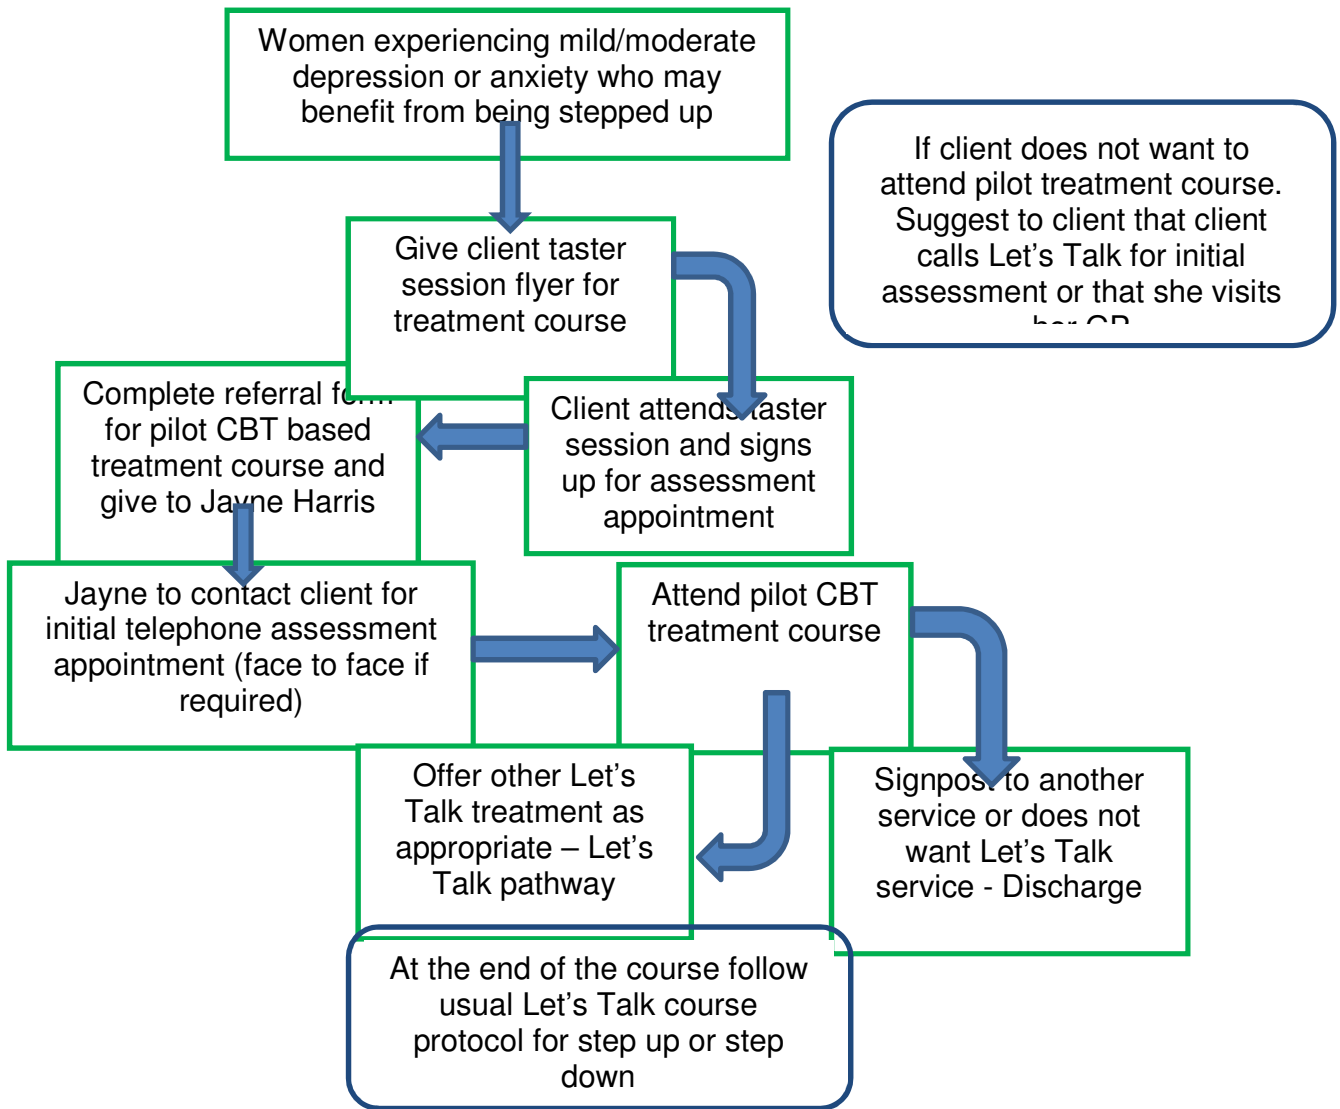 Women experiencing mild/moderate
depression or anxiety who may
benefit from being stepped up
If client does not want to
attend pilot treatment course.
Suggest to client that client
calls Let’s Talk for initial
assessment or that she visits
her GP
Give client taster
session flyer for
treatment course
Client attends taster
session and signs
up for assessment
appointment
Complete referral form
for pilot CBT based
treatment course and
give to Jayne Harris
Jayne to contact client for
initial telephone assessment
appointment (face to face if
required)
Attend pilot CBT
treatment course
Offer other Let’s
Talk treatment as
appropriate – Let’s
Talk pathway
Signpost to another
service or does not
want Let’s Talk
service - Discharge
At the end of the course follow
usual Let’s Talk course
protocol for step up or step
down